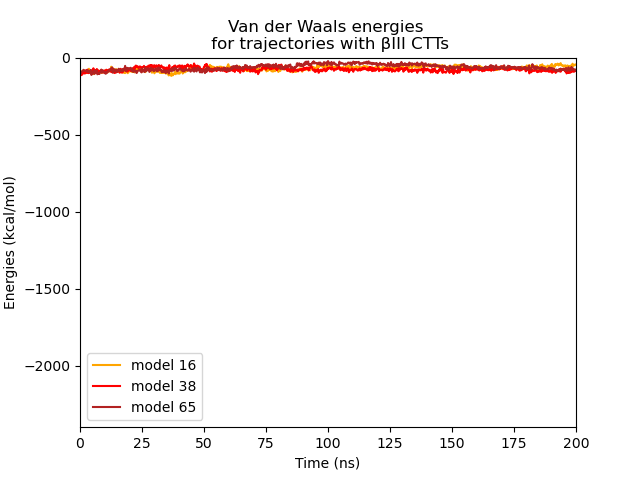 Van der Waals energies
for trajectories with βIII CTTs
Energies (kcal/mol)
0
−500
−1000
−1500
−2000
model 16
model 38
model 65
0 25 50 75 100 125 150 175 200
Time (ns)